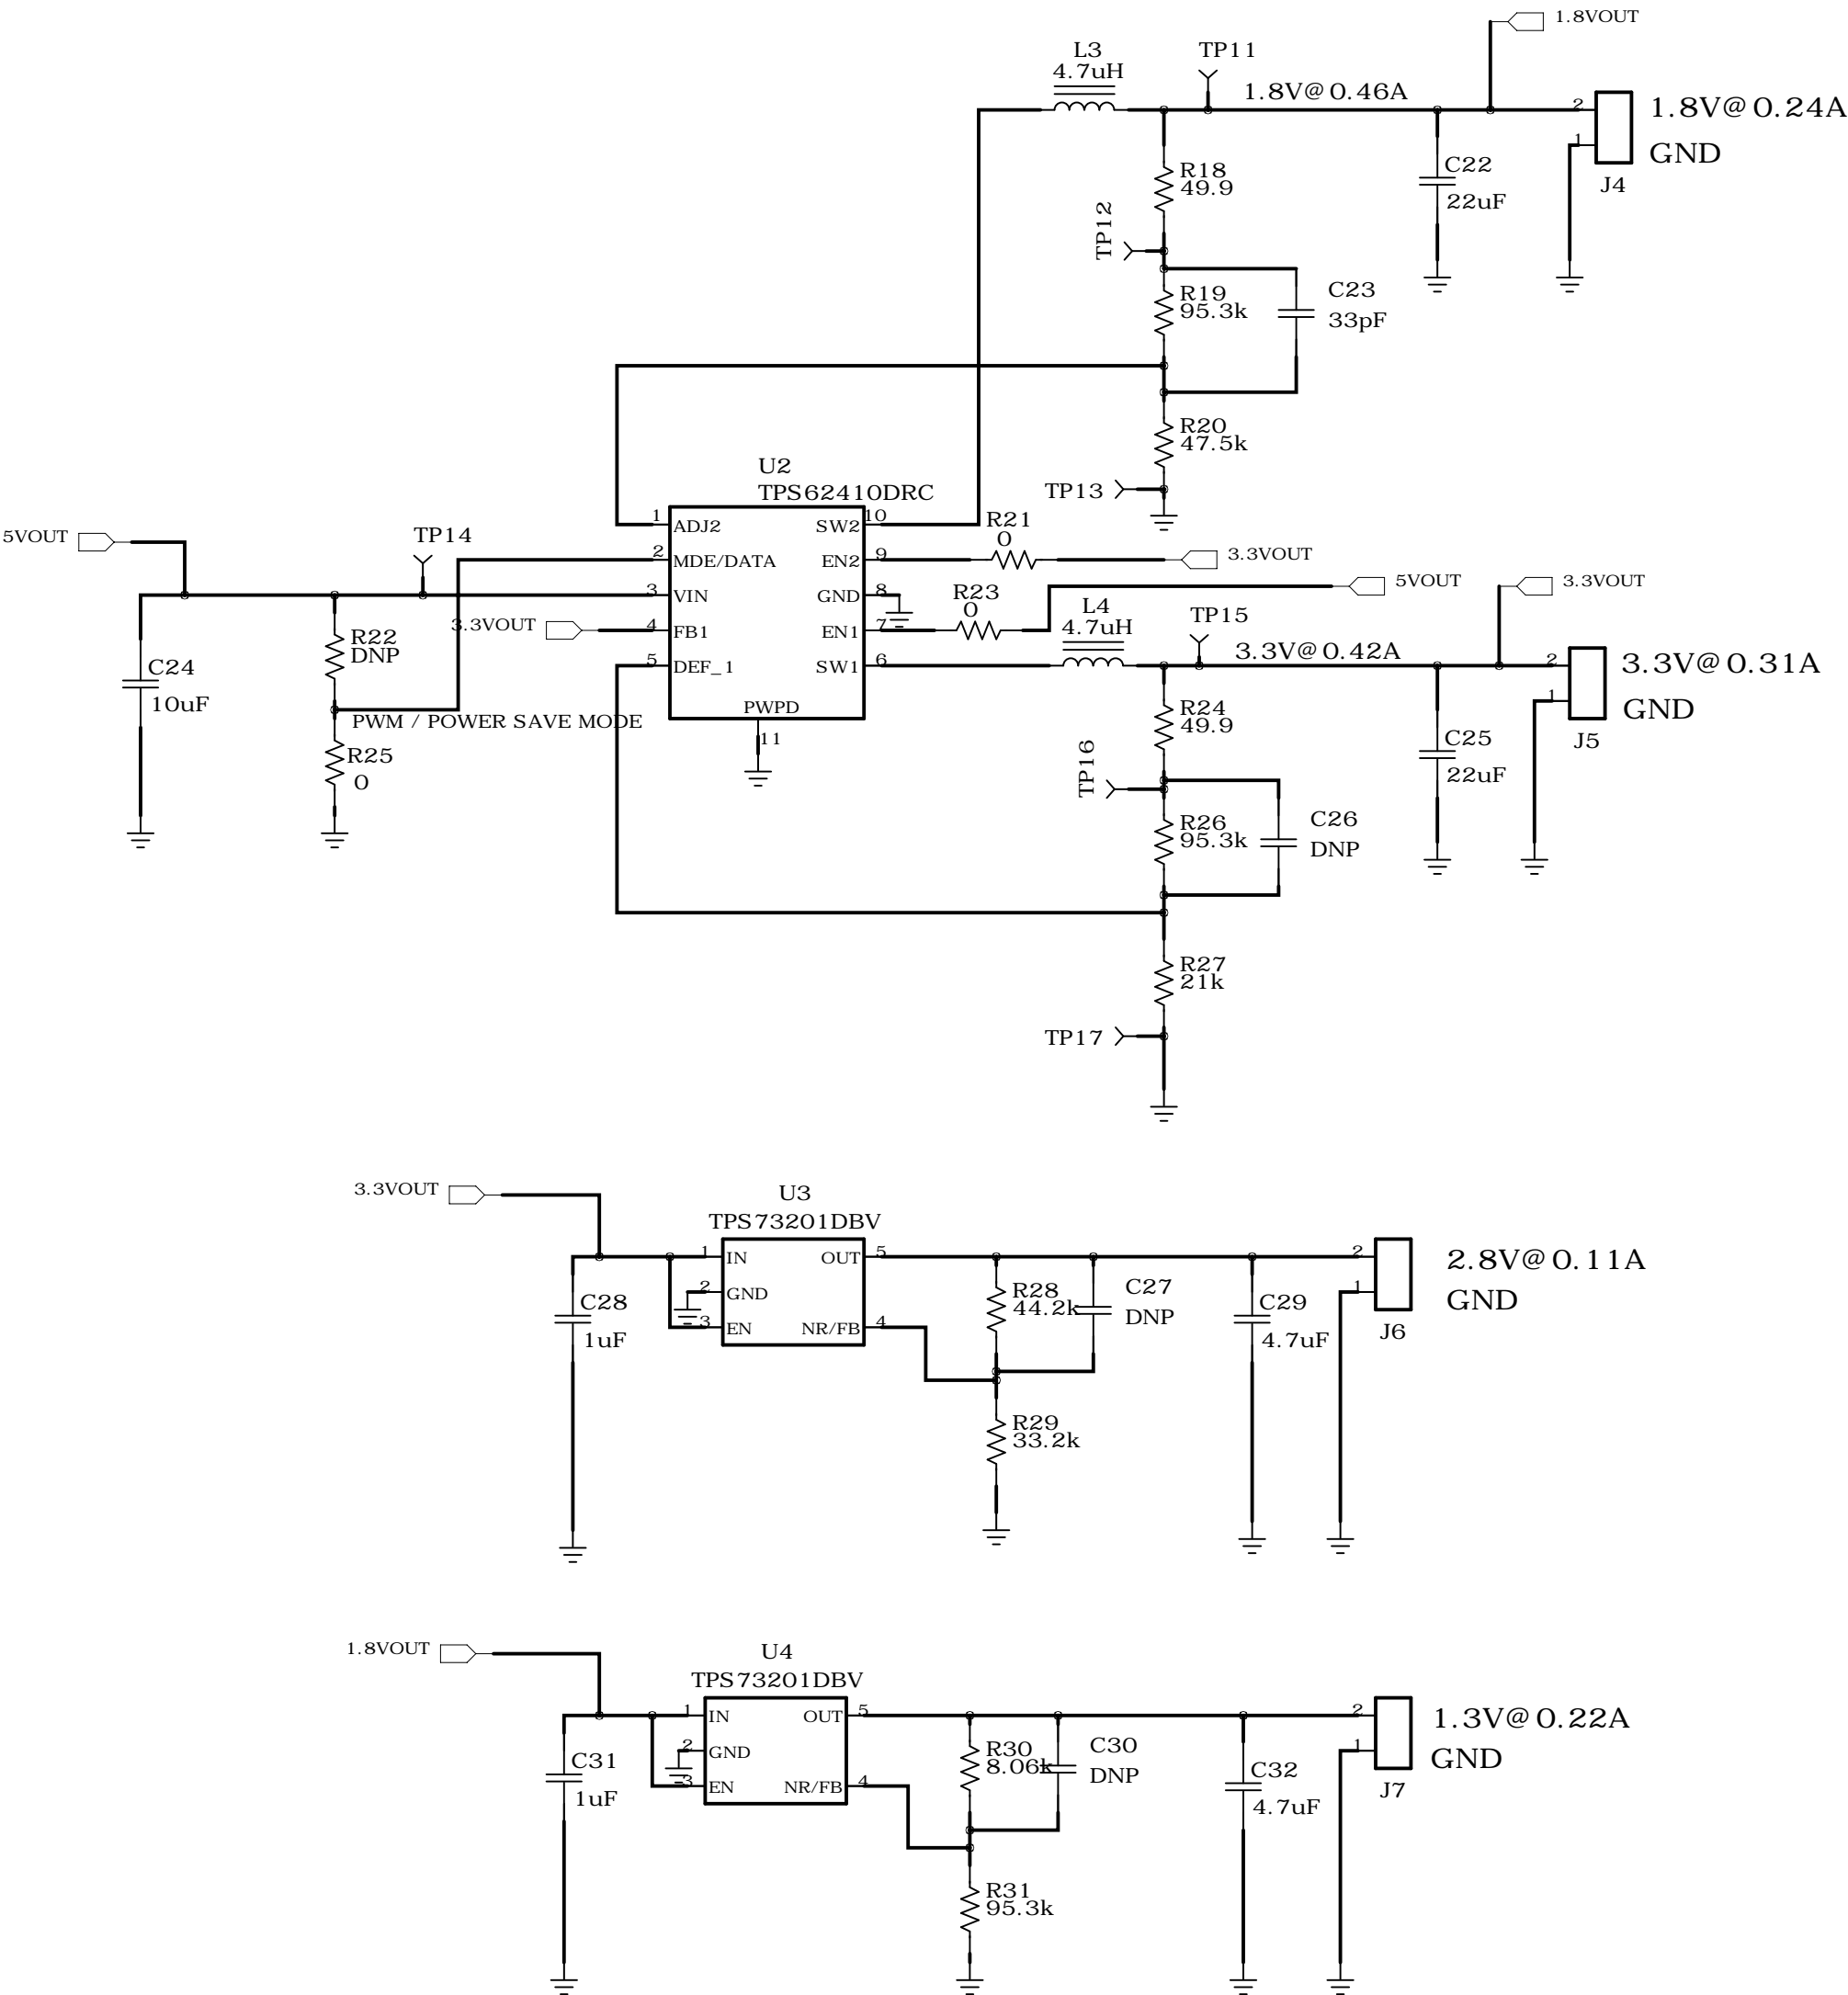 1.8VOUT
L3
4.7uH
TP11
1.8V@0.46A
2
1
1.8V@0.24A
GND
J4
R18
49.9
C22
22uF
TP12
R19
95.3k
C23
33pF
R20
47.5k
TP13
U2
TPS62410DRC
5VOUT
TP14
1
ADJ2
SW2
10
2
MDE/DATA
EN2
9
3
VIN
GND
8
4
FB1
EN1
7
5
DEF_1
SW1
6
PWPD
11
R21
0
3.3VOUT
R23
0
5VOUT
3.3VOUT
3.3VOUT
L4
4.7uH
TP15
3.3V@0.42A
2
1
3.3V@0.31A
GND
J5
R22
DNP
C24
10uF
PWM / POWER SAVE MODE
R25
0
R24
49.9
C25
22uF
TP16
R26
95.3k
C26
DNP
R27
21k
TP17
3.3VOUT
U3
TPS73201DBV
1
IN
OUT
5
2
GND
3
EN
NR/FB
4
C28
1uF
R28
44.2k
C27
DNP
C29
4.7uF
2
1
2.8V@0.11A
GND
J6
R29
33.2k
1.8VOUT
U4
TPS73201DBV
1
IN
OUT
5
2
GND
3
EN
NR/FB
4
C31
1uF
R30
8.06k
C30
DNP
C32
4.7uF
2
1
1.3V@0.22A
GND
J7
R31
95.3k